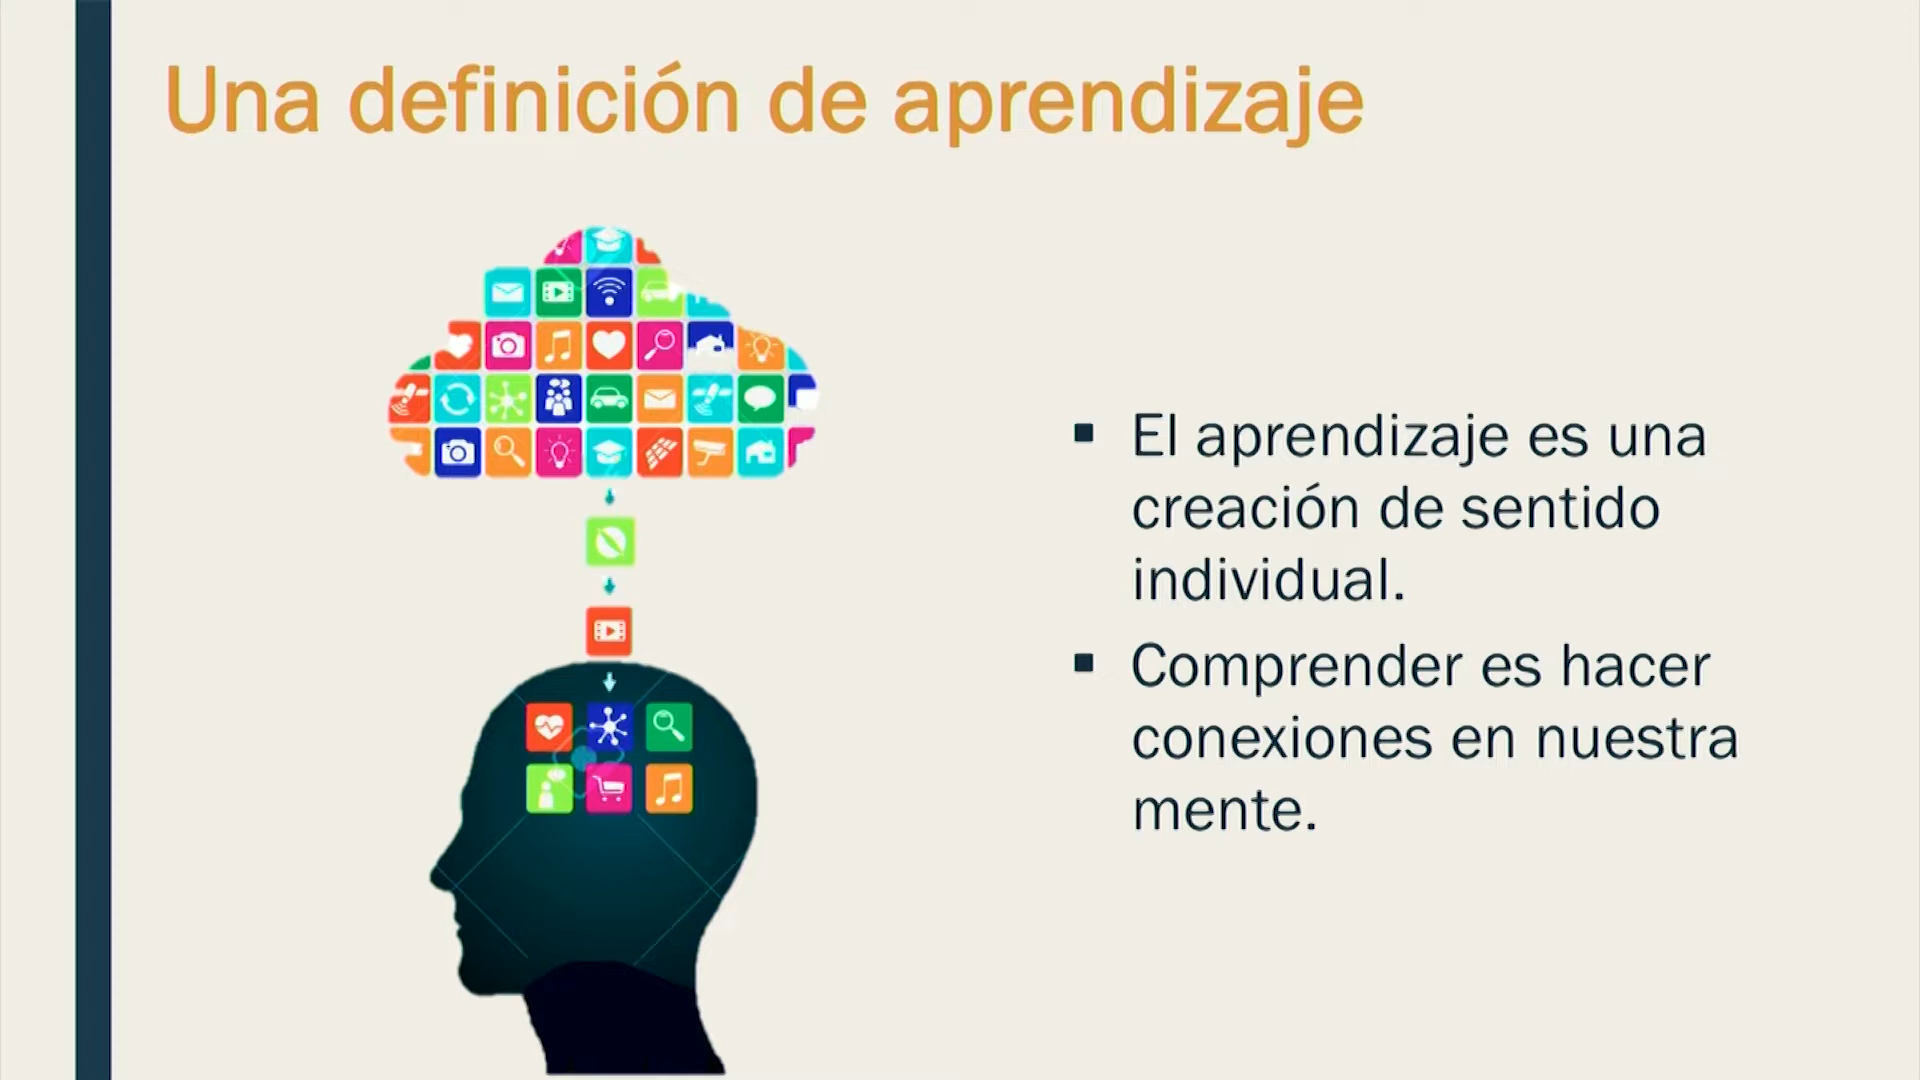 Una definición de aprendizaje
▪ El aprendizaje es una
creación de sentido
individual.
▪ Comprender es hacer
conexiones en nuestra
mente.